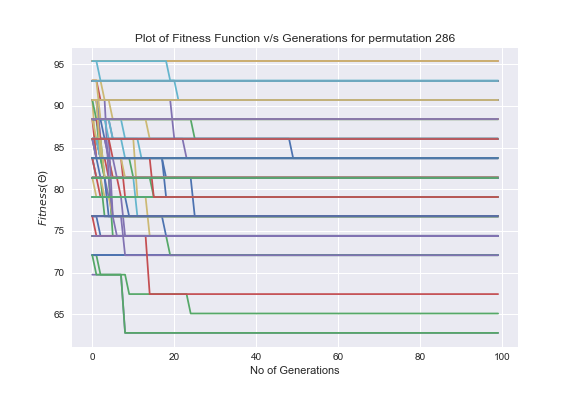 Plot of Fitness Function v/s Generations for permutation 286
95
90
85
80
75
70
65
Fitness(Θ)
0 20 40 60 80 100
No of Generations